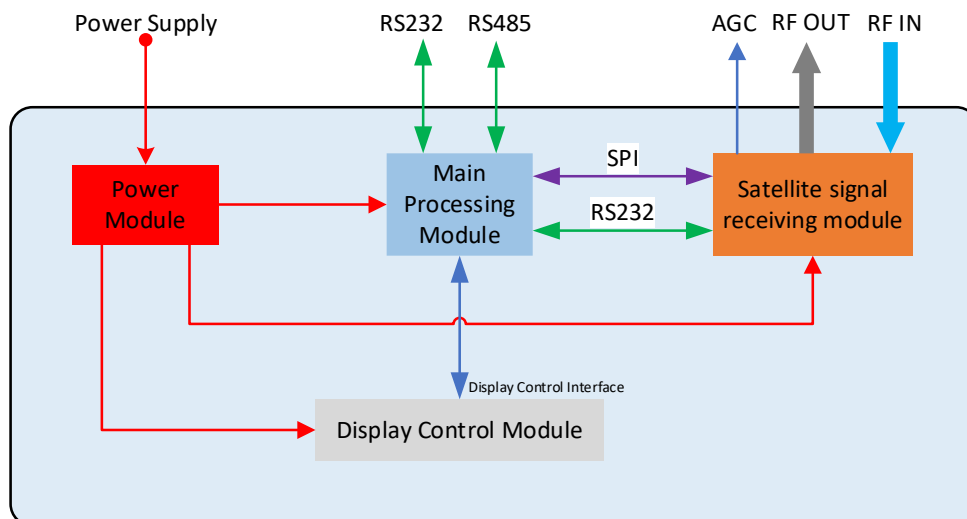 Power Supply
RS232
RS485
AGC
RF OUT
RF IN
Power
Module
Main
Processing
Module
SPI
RS232
Satellite signal
receiving module
Display Control Interface
Display Control Module